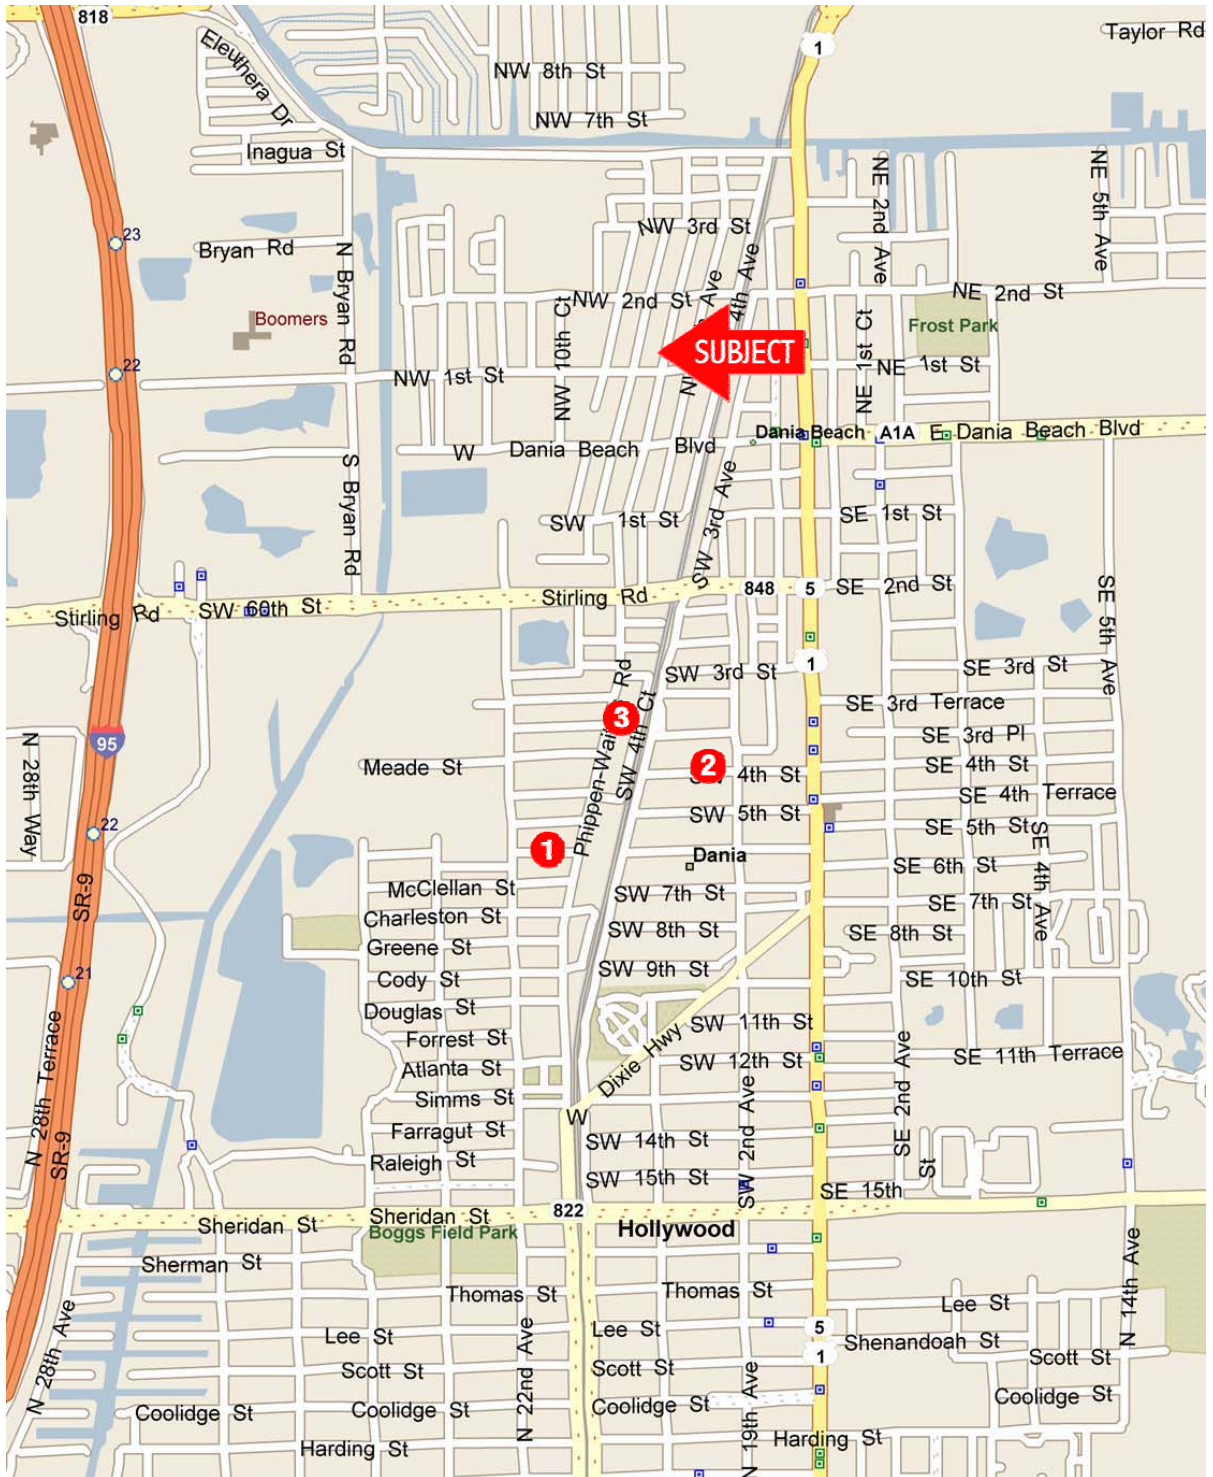 818
1
Taylor Rd
Eleuthera Dr
NW 8th St
NW 7th St
Inagua St
NE 2nd Ave
NE 5th Ave
23
Bryan Rd
N Bryan Rd
NW 3rd St
4th Ave
Ave
NW 2nd St
NE 2nd St
Boomers
NW 10th Ct
SUBJECT
NE 1st Ct
Frost Park
22
NW 1st St
NE 1st St
W Dania Beach Blvd
Dania Beach
A1A
E Dania Beach Blvd
S Bryan Rd
SW 1st St
SW 3rd Ave
SE 1st St
Stirling Rd
SW 60th St
Stirling Rd
848
5
SE 2nd St
SE 5th Ave
1
SW 3rd St
SE 3rd St
SE 3rd Terrace
3
SW 4th Ct
SE 3rd Pl
95
N 28th Way
Meade St
2
SW 4th St
SE 4th St
SE 4th Terrace
SW 5th St
SE 5th St
SE 4th Ave
22
1
Dania
SE 6th St
SR-9
McClellan St
SW 7th St
SE 7th St
Charleston St
SW 8th St
SE 8th St
Greene St
21
Cody St
SW 9th St
SE 10th St
Douglas St
SW 11th St
N 28th Terrace
Forrest St
W Dixie Hwy
SE 2nd Ave
SE 11th Terrace
Atlanta St
SW 12th St
Simms St
SW 2nd Ave
Farragut St
SW 14th St
SR-9
Raleigh St
SW 15th St
SE 15th St
Sheridan St
Sheridan St
822
Hollywood
Boggs Field Park
Sherman St
N 14th Ave
Thomas St
Thomas St
Lee St
N 28th Ave
Lee St
N 22nd Ave
Lee St
5
Shenandoah St
1
Scott St
Scott St
Scott St
Coolidge St
Coolidge St
Coolidge St
N 19th Ave
Coolidge St
Harding St
Harding St